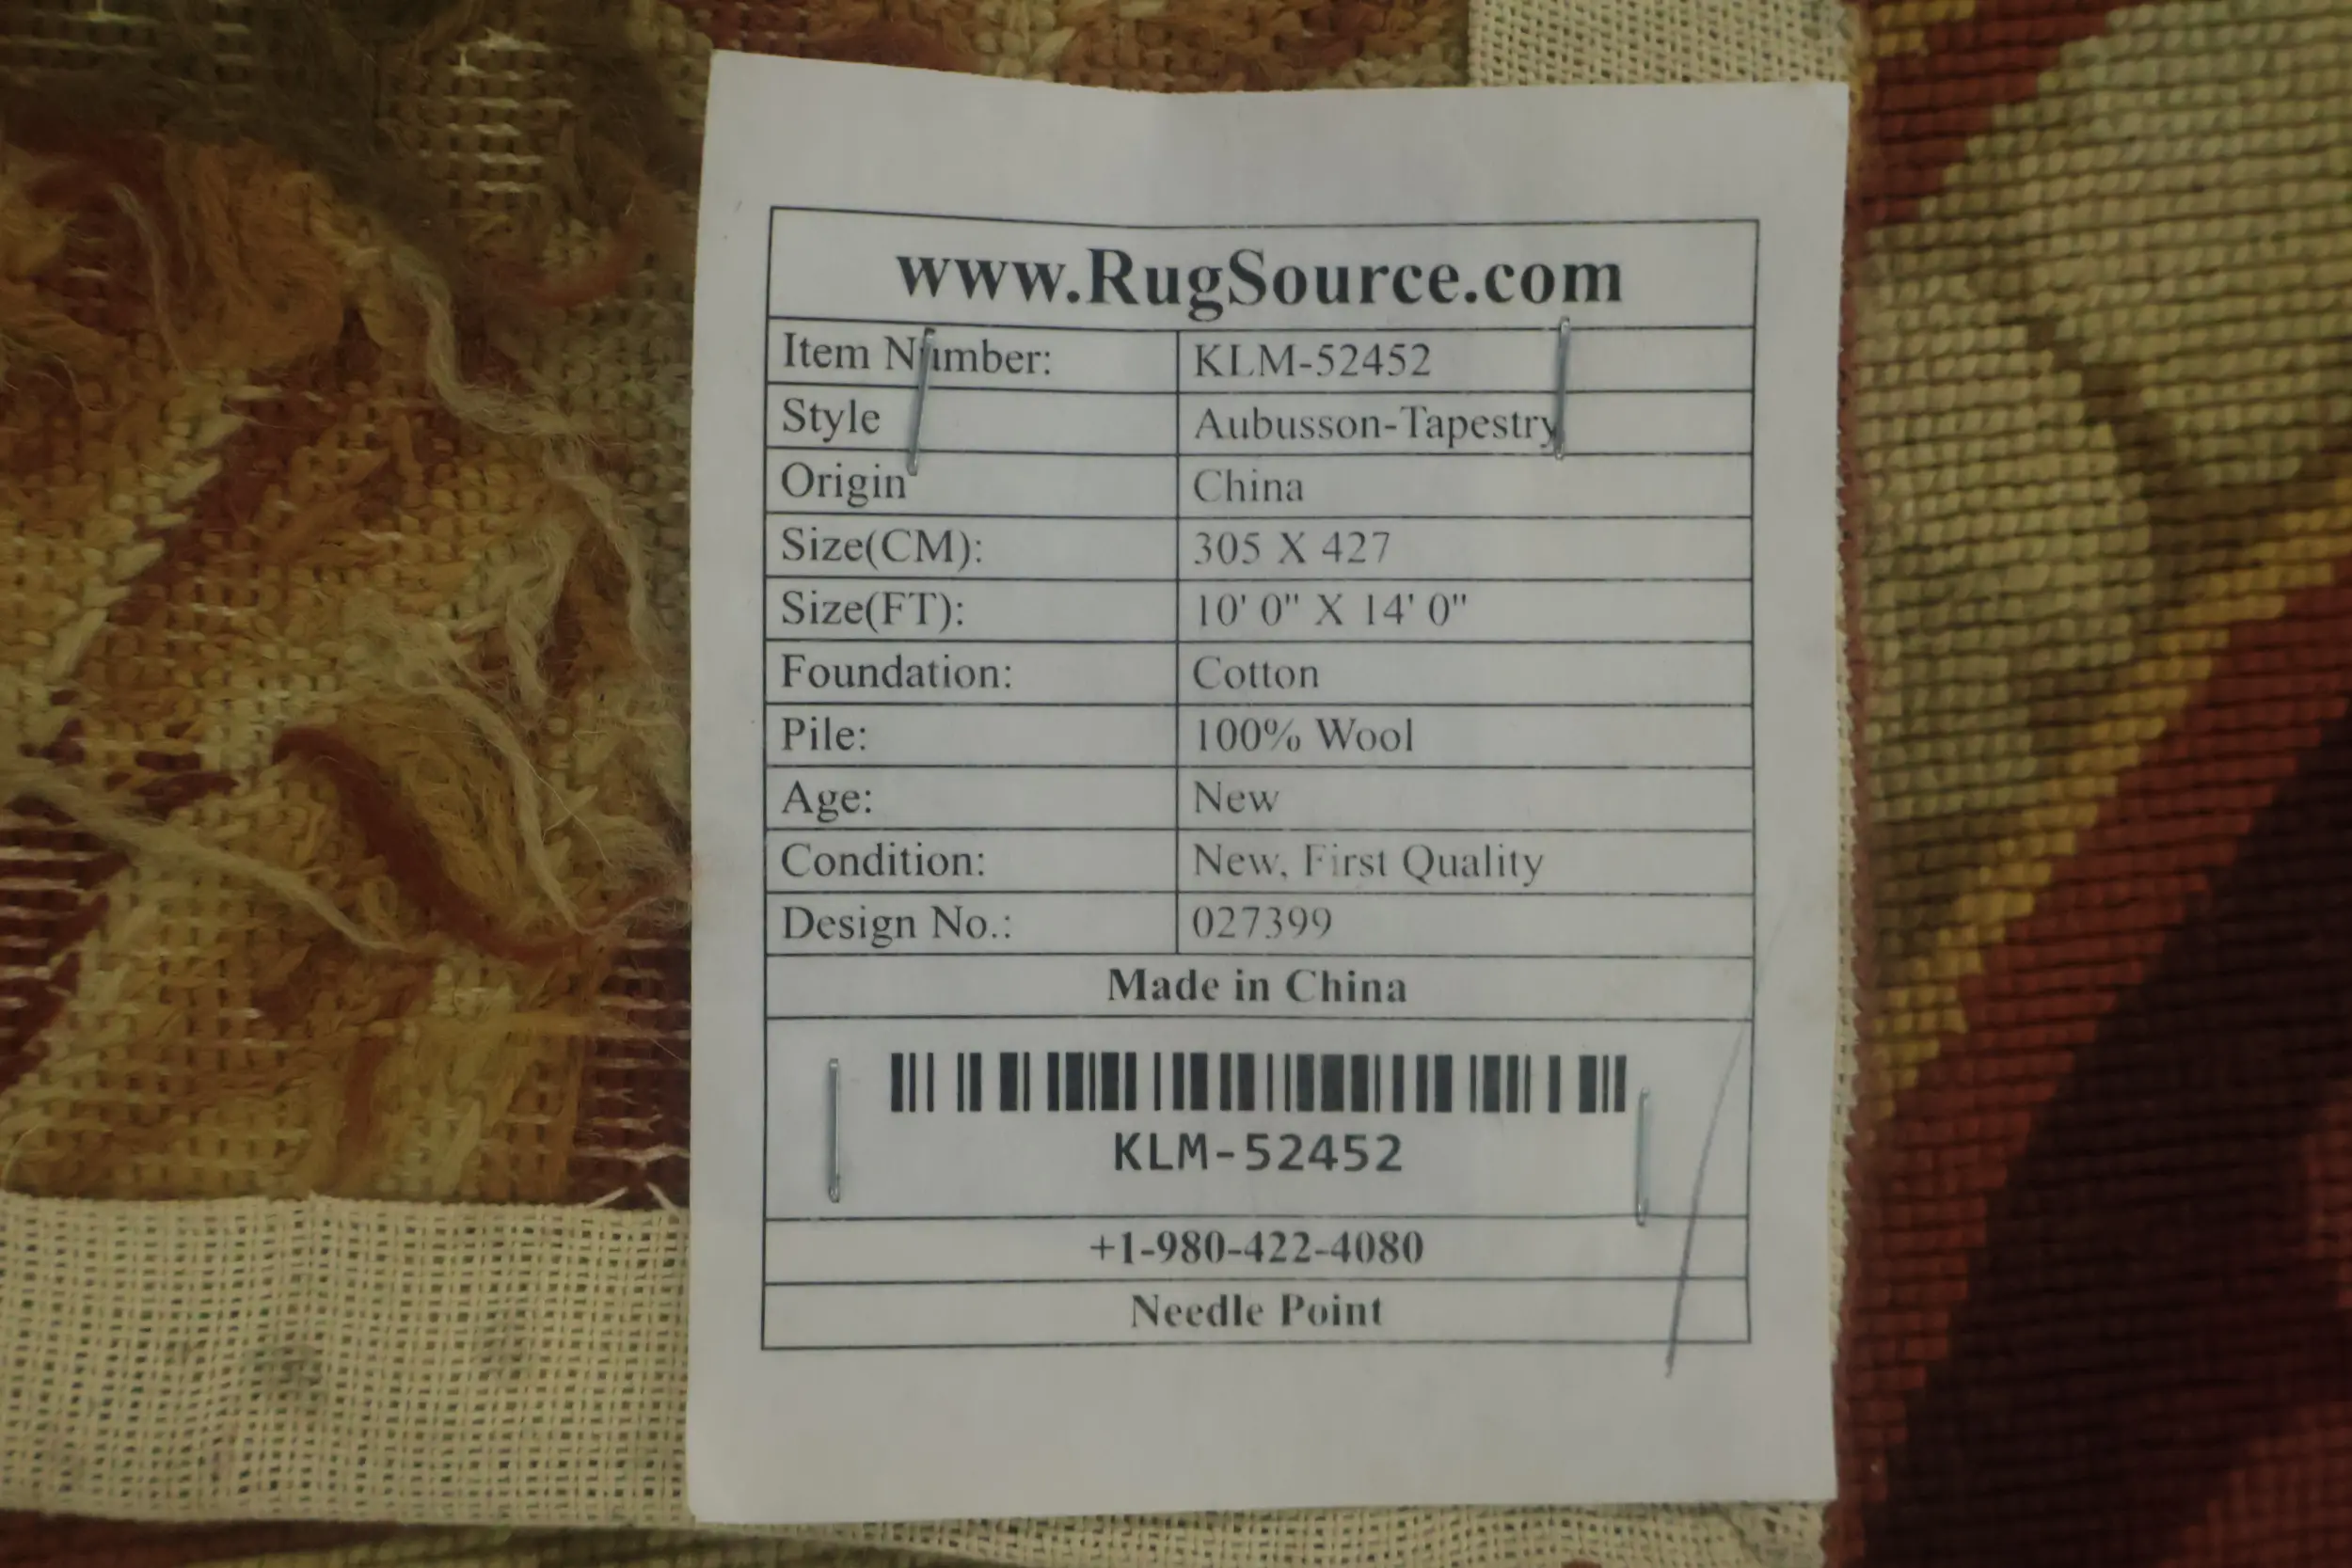 www.RugSource.com
Item Number: KLM-52452
Style Aubusson-Tapestry
Origin China
Size(CM): 305 X 427
Size(FT): 10' 0" X 14' 0"
Foundation: Cotton
Pile: 100% Wool
Age: New
Condition: New, First Quality
Design No.: 027399
Made in China
KLM-52452
+1-980-422-4080
Needle Point